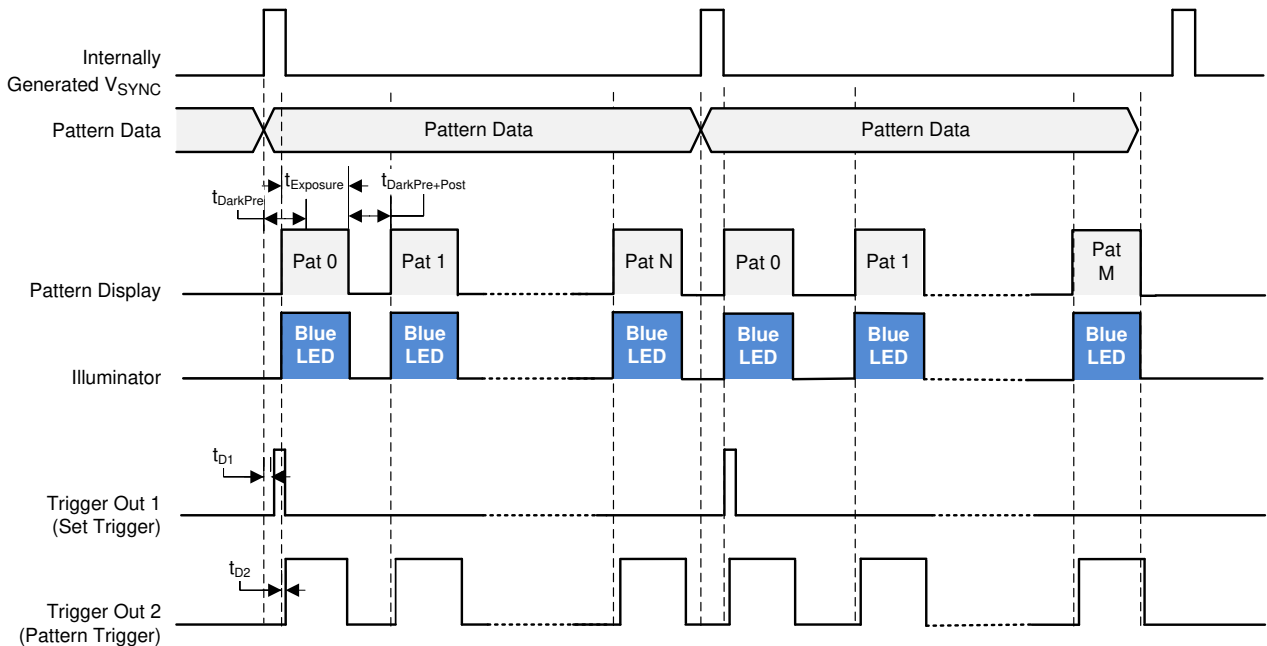 Internally
Generated VSYNC
Pattern Data
Pattern Data
Pattern Data
tExposure
tDarkPre+Post
tDarkPre
Pat 0
Pat 1
Pat N
Pat 0
Pat 1
Pat
M
Pattern Display
Blue
LED
Blue
LED
Blue
LED
Blue
LED
Blue
LED
Blue
LED
Illuminator
tD1
Trigger Out 1
(Set Trigger)
tD2
Trigger Out 2
(Pattern Trigger)